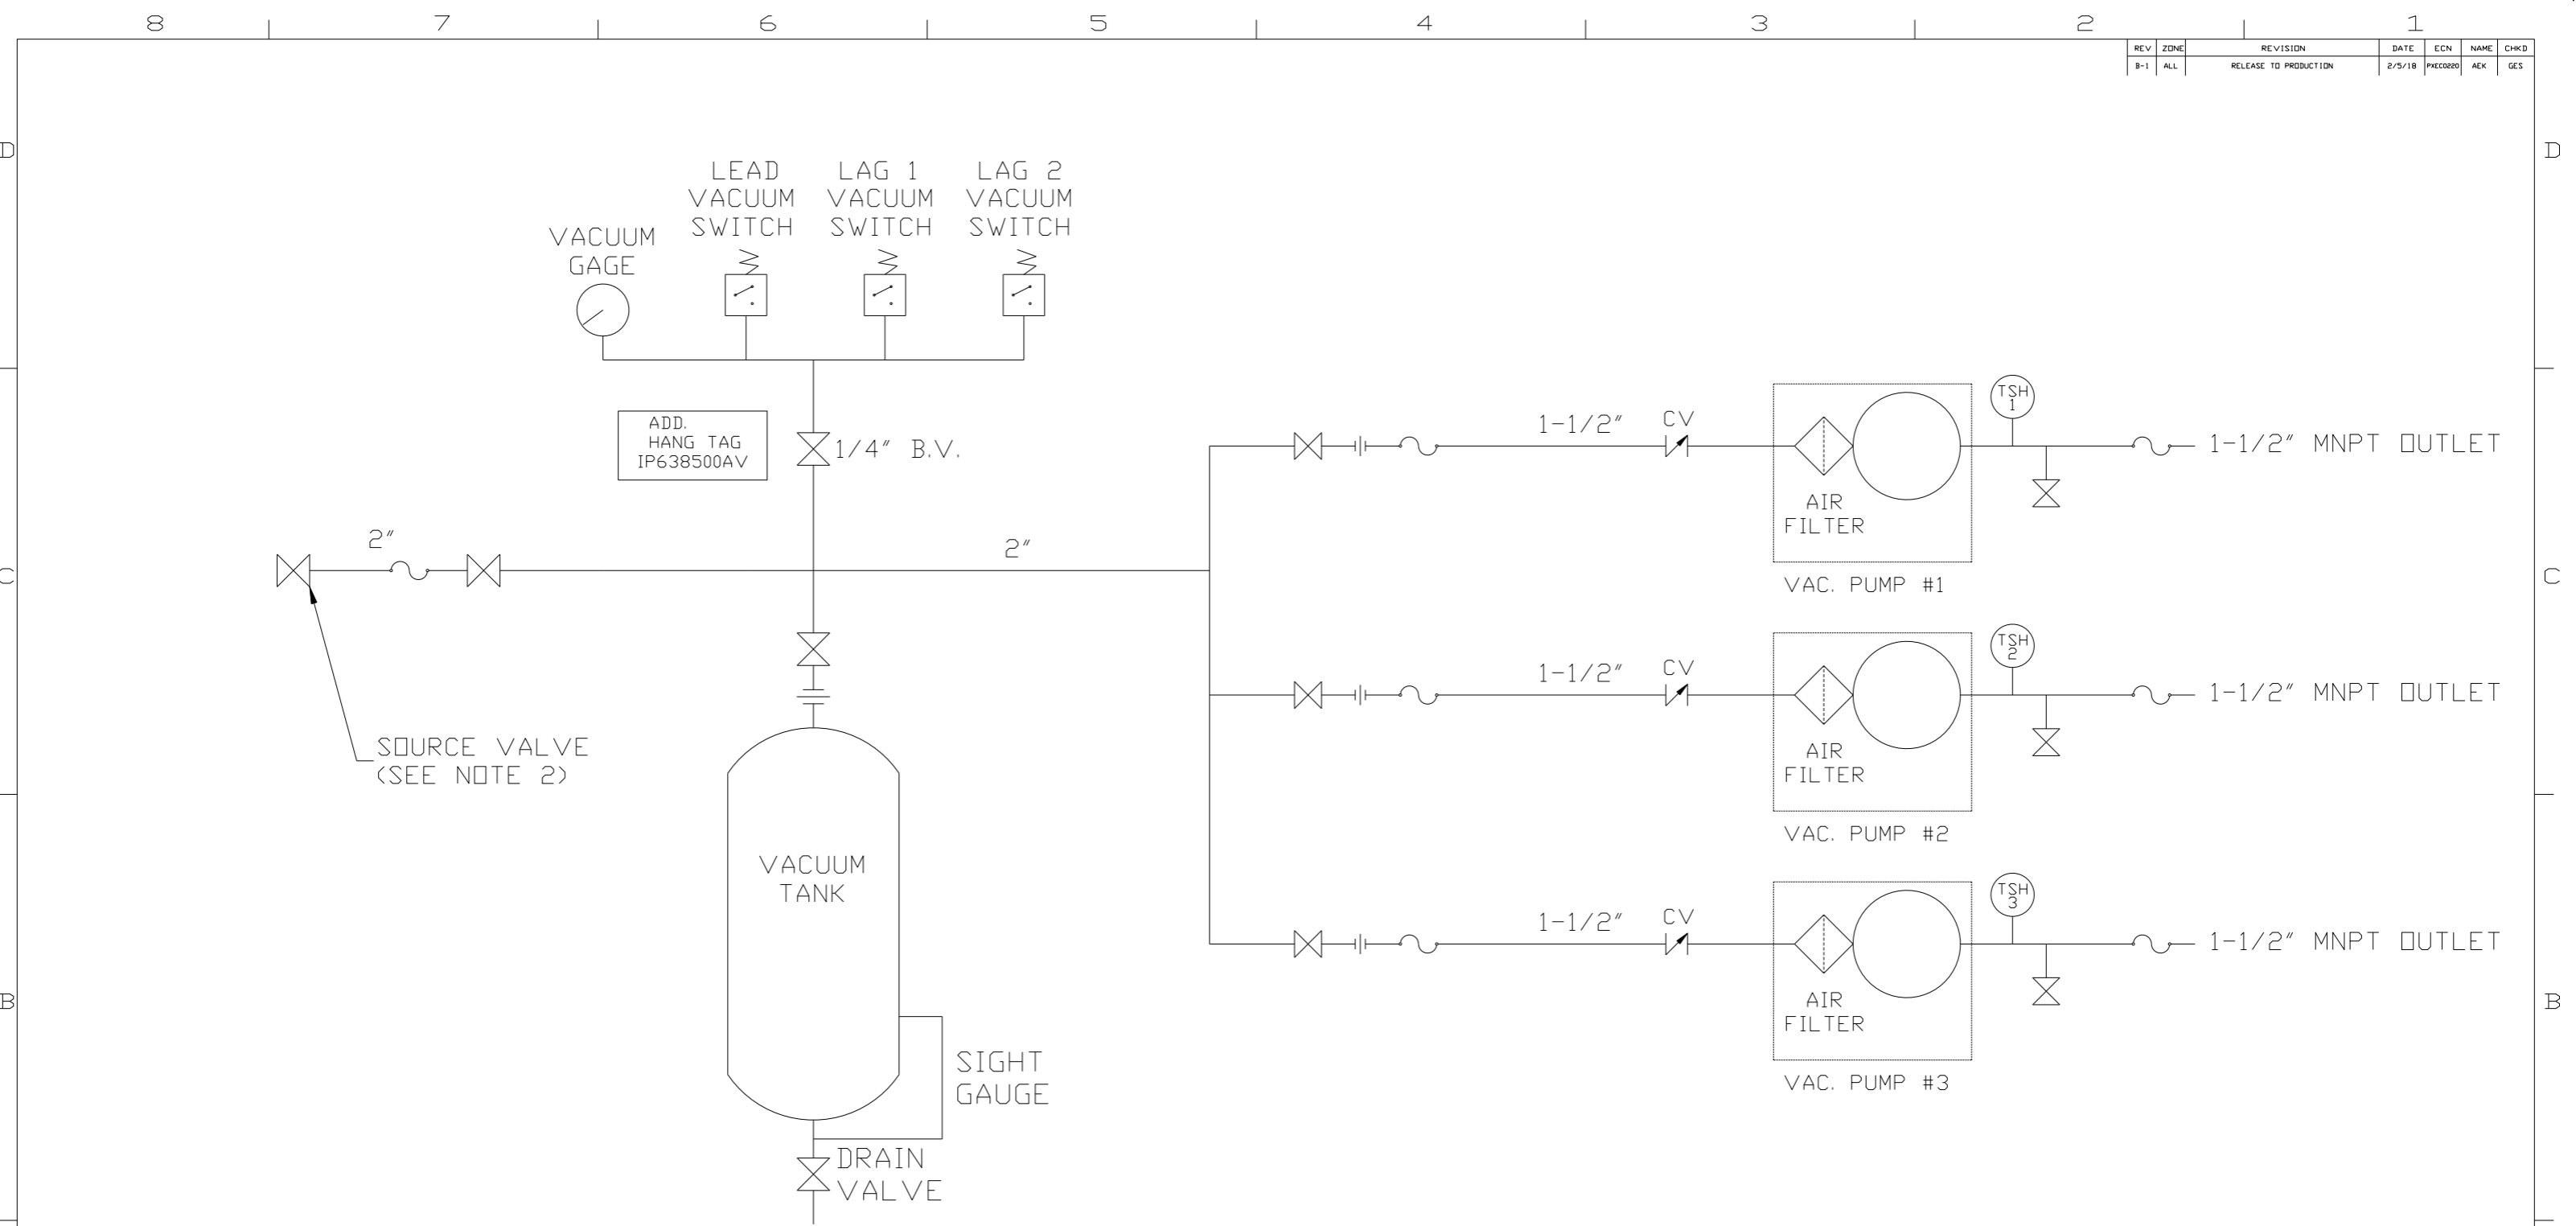 8 7 6 5 4 3 2 1
REV ZONE REVISION DATE ECN NAME CHKD
B-1 ALL RELEASE TO PRODUCTION 2/5/18 PXEC0220 AEK GES
D D
LEAD
VACUUM
SWITCH
LAG 1
VACUUM
SWITCH
LAG 2
VACUUM
SWITCH
VACUUM
GAGE
ADD.
HANG TAG
IP638500AV
1/4" B.V.
1-1/2" CV
TSH
1
1-1/2" MNPT OUTLET
AIR
FILTER
VAC. PUMP #1
2"
2"
C C
SOURCE VALVE
(SEE NOTE 2)
1-1/2" CV
TSH
2
1-1/2" MNPT OUTLET
AIR
FILTER
VAC. PUMP #2
VACUUM
TANK
1-1/2" CV
TSH
3
1-1/2" MNPT OUTLET
AIR
FILTER
VAC. PUMP #3
B B
SIGHT
GAUGE
DRAIN
VALVE